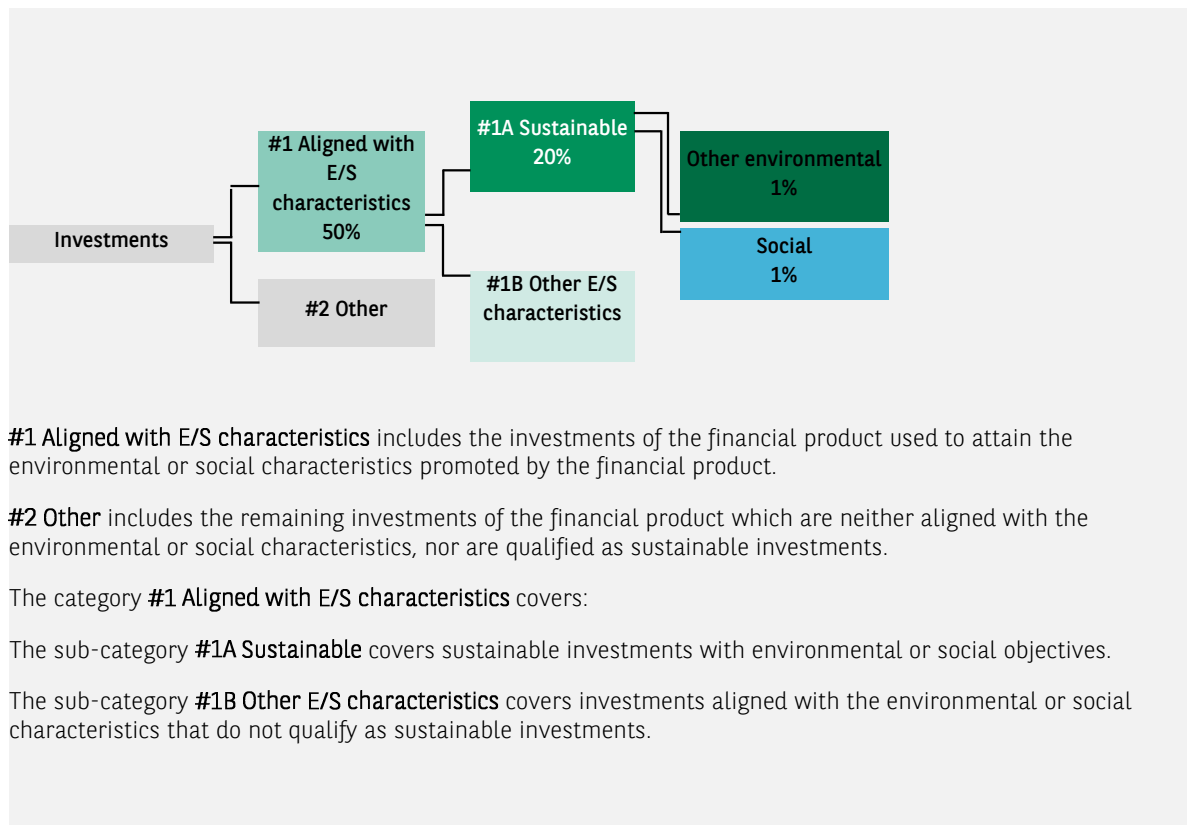 #1A Sustainable
20%
#1 Aligned with
E/S
characteristics
50%
Other environmental
1%
Investments
Social
1%
#2 Other
#1B Other E/S
characteristics
#1 Aligned with E/S characteristics includes the investments of the financial product used to attain the
environmental or social characteristics promoted by the financial product.
#2 Other includes the remaining investments of the financial product which are neither aligned with the
environmental or social characteristics, nor are qualified as sustainable investments.
The category #1 Aligned with E/S characteristics covers:
The sub-category #1A Sustainable covers sustainable investments with environmental or social objectives.
The sub-category #1B Other E/S characteristics covers investments aligned with the environmental or social
characteristics that do not qualify as sustainable investments.